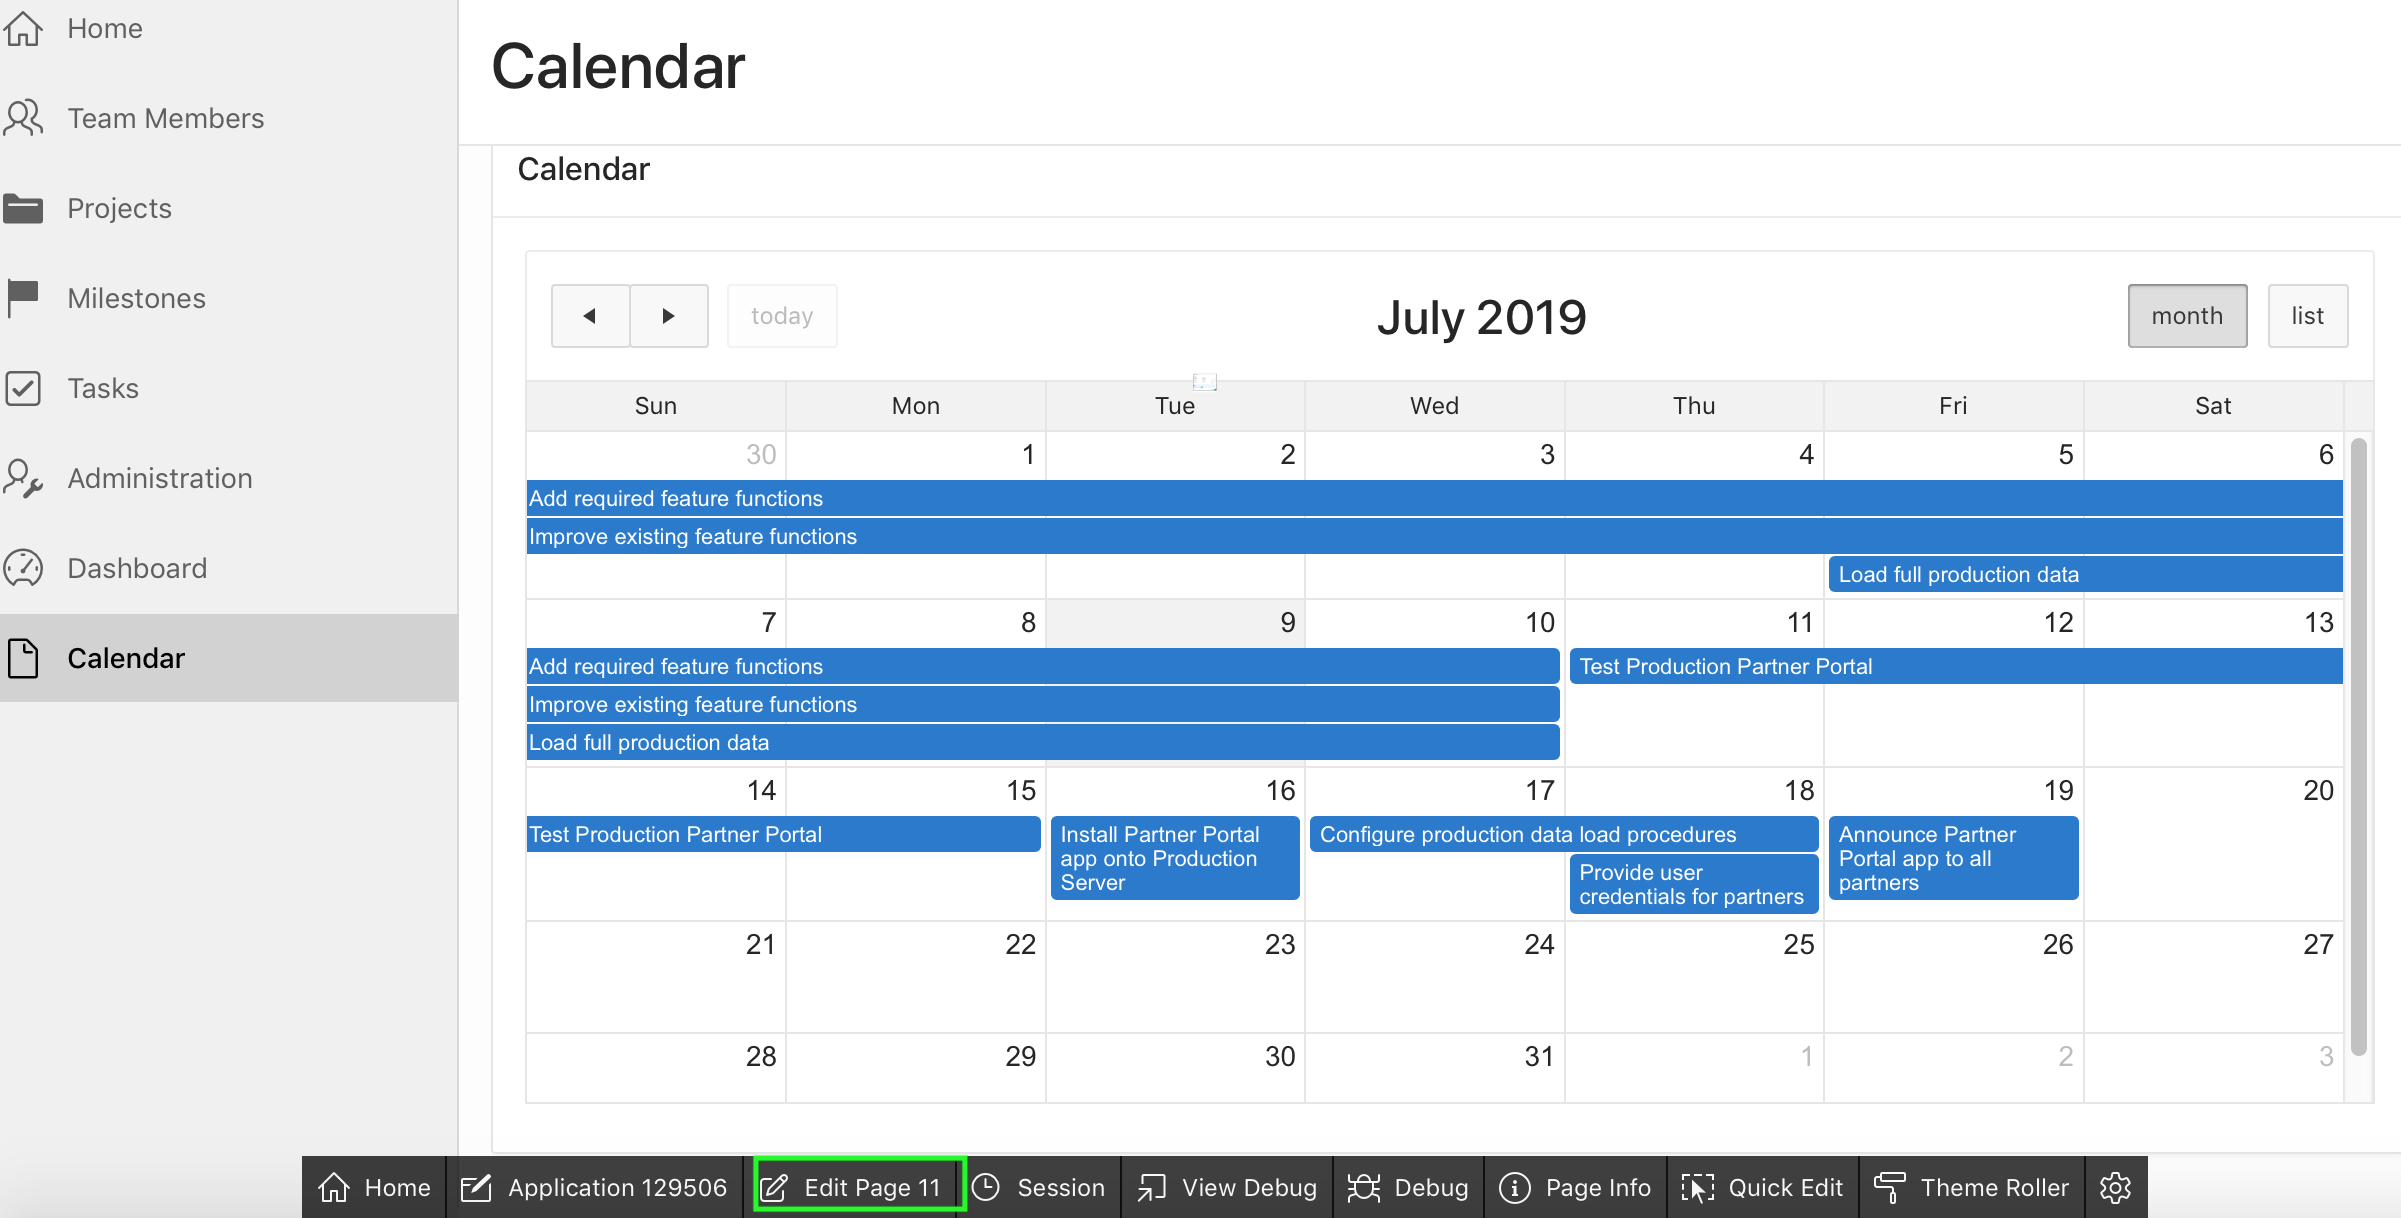 Home
Team Members
Projects
Milestones
Tasks
Administration
Dashboard
Calendar
Calendar
Calendar
today
July 2019
month list
Sun Mon Tue Wed Thu Fri Sat
30 1 2 3 4 5 6
Add required feature functions
Improve existing feature functions
Load full production data
7 8 9 10 11 12 13
Add required feature functions Test Production Partner Portal
Improve existing feature functions
Load full production data
14 15 16 17 18 19 20
Test Production Partner Portal
Install Partner Portal
app onto Production
Server
Configure production data load procedures
Provide user
credentials for partners
Announce Partner
Portal app to all
partners
21 22 23 24 25 26 27
28 29 30 31 1 2 3
Home Application 129506 Edit Page 11 Session View Debug Debug Page Info Quick Edit Theme Roller